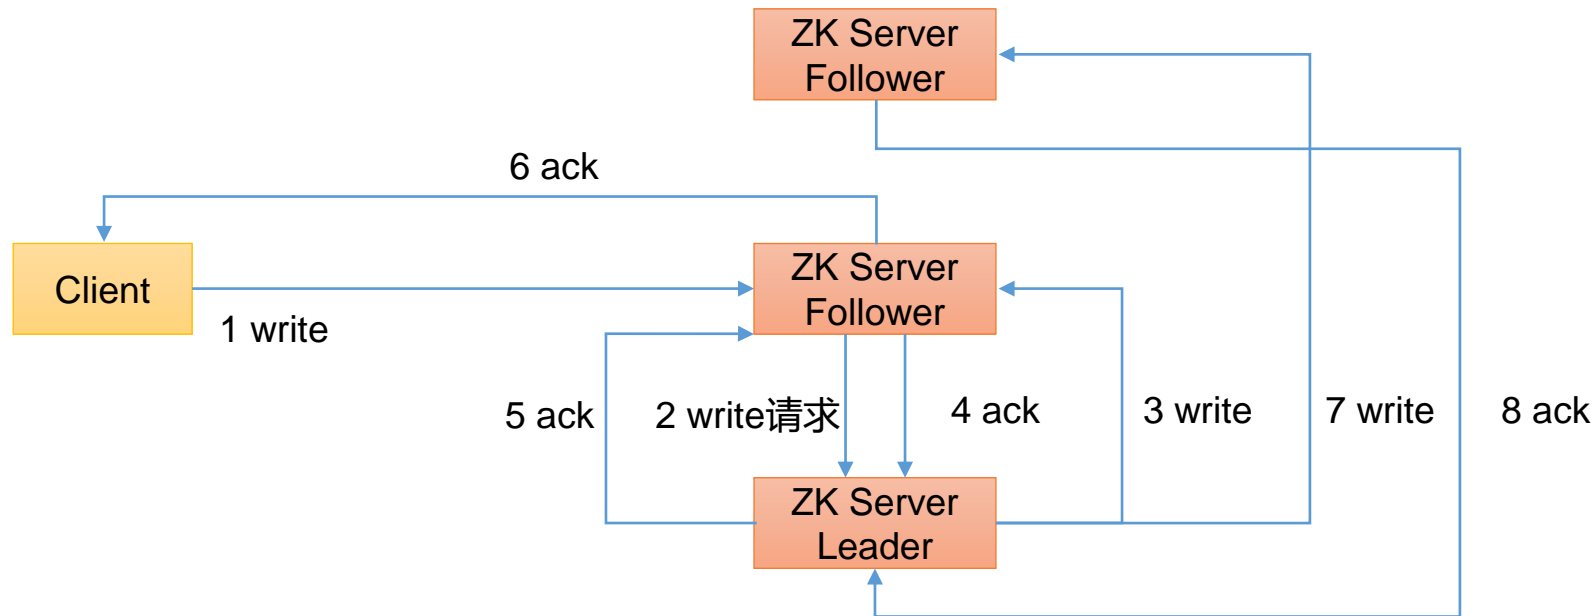 ZK Server
Follower
6 ack
Client
ZK Server
Follower
1 write
5 ack
2 write请求
4 ack
3 write
7 write
8 ack
ZK Server
Leader